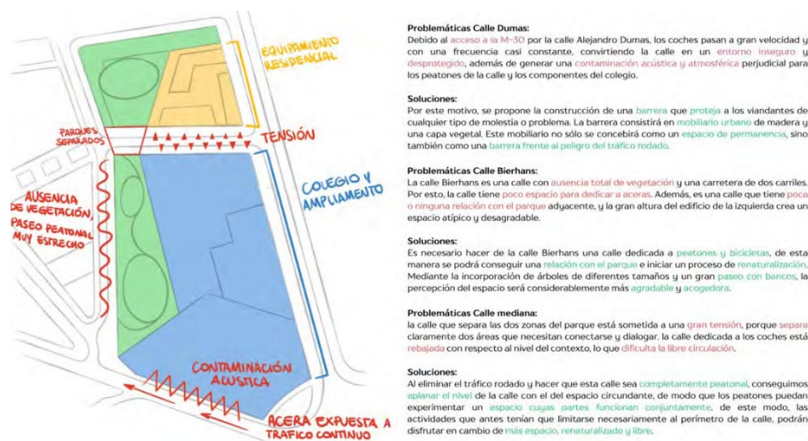 EQUIPAMIENTO
RESIDENCIAL
PARQUES
SEPARADOS
TENSIÓN
AUSENCIA
DE VEGETACIÓN,
PASEO PEATONAL
MUY ESTRECHO
COLEGIO Y
AMPLIAMENTO
CONTAMINACIÓN
ACUSTICA
ACERA EXPUESTA A
TRÁFICO CONTINUO
Problemáticas Calle Dumas:
Debido al acceso a la M-30 por la calle Alejandro Dumas, los coches pasan a gran velocidad y
con una frecuencia casi constante, convirtiendo la calle en un entorno inseguro y
desprotegido, además de generar una contaminación acústica y atmosférica perjudicial para
los peatones de la calle y los componentes del colegio.
Soluciones:
Por este motivo, se propone la construcción de una barrera que proteja a los viandantes de
cualquier tipo de molestia o problema. La barrera consistirá en mobiliario urbano de madera y
una capa vegetal. Este mobiliario no sólo se concebirá como un espacio de permanencia, sino
también como una barrera frente al peligro del tráfico rodado.
Problemáticas Calle Bierhans:
La calle Bierhans es una calle con ausencia total de vegetación y una carretera de dos carriles.
Por esto, la calle tiene poco espacio para dedicar a aceras. Además, es una calle que tiene poca
o ninguna relación con el parque adyacente, y la gran altura del edificio de la izquierda crea un
espacio atípico y desagradable.
Soluciones:
Es necesario hacer de la calle Bierhans una calle dedicada a peatones y bicicletas, de esta
manera se podrá conseguir una relación con el parque e iniciar un proceso de renaturalización.
Mediante la incorporación de árboles de diferentes tamaños y un gran paseo con bancos, la
percepción del espacio será considerablemente más agradable y acogedora.
Problemáticas Calle mediana:
la calle que separa las dos zonas del parque está sometida a una gran tensión, porque separa
claramente dos áreas que necesitan conectarse y dialogar. la calle dedicada a los coches está
rebajada con respecto al nivel del contexto, lo que dificulta la libre circulación.
Soluciones:
Al eliminar el tráfico rodado y hacer que esta calle sea completamente peatonal, conseguimos
aplanar el nivel de la calle con el del espacio circundante, de modo que los peatones puedan
experimentar un espacio cuyas partes funcionan conjuntamente. de este modo, las
actividades que antes tenían que limitarse necesariamente al perímetro de la calle, podrán
disfrutar en cambio de más espacio, renaturalizado y libre.